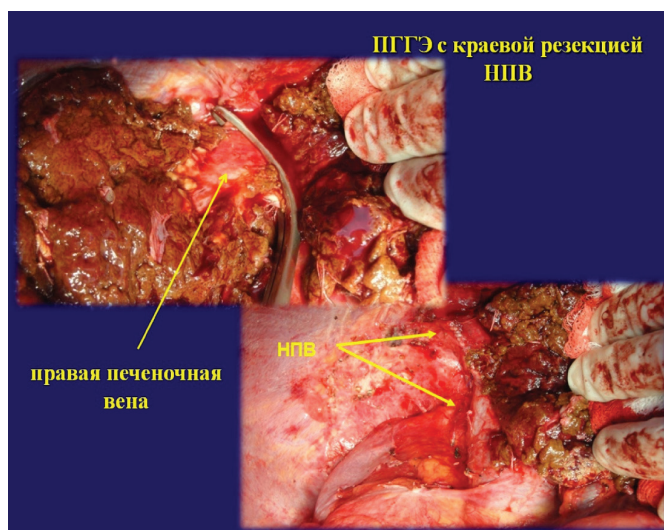 ПГГЭ с краевой резекцией
НПВ
НПВ
правая печеночная
вена